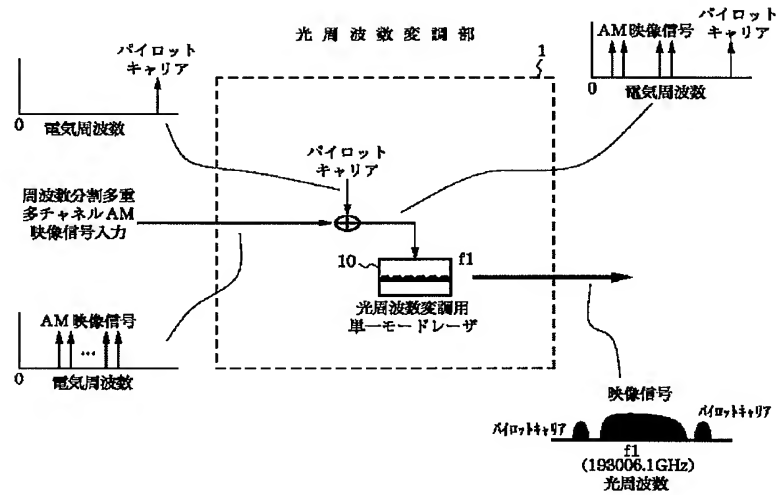 光周波数変調部
1
パイロット
キャリア
0
電気周波数
AM映像信号
パイロット
キャリア
0
電気周波数
パイロット
キャリア
周波数分割多重
多チャネルAM
映像信号入力
10
f1
光周波数変調用
単一モードレーザ
AM映像信号
...
0
電気周波数
映像信号
パイロットキャリア
パイロットキャリア
f1
(193006.1GHz)
光周波数